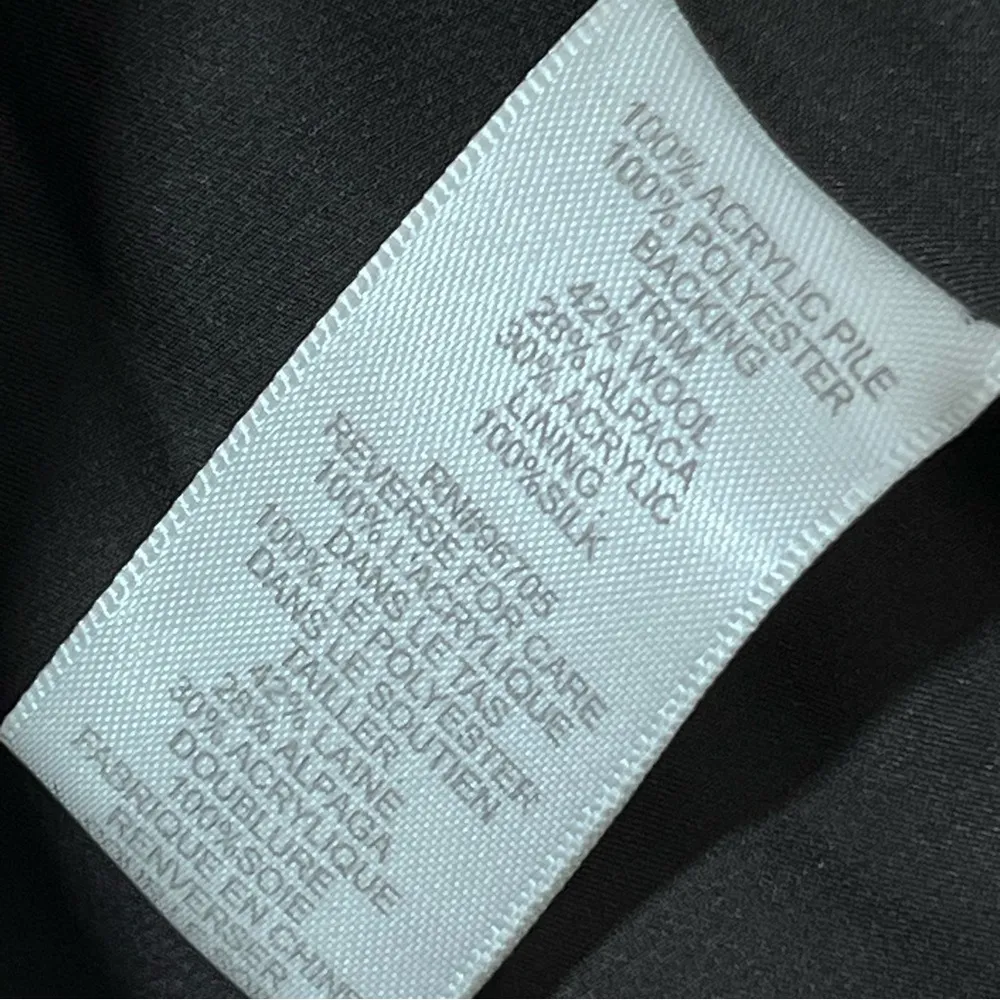 100% ACRYLIC PILE
100% POLYESTER
BACKING
TRIM
42% WOOL
28% ALPACA
30% ACRYLIC
LINING
100%SILK
RN#96705
REVERSE FOR CARE
100% L'ACRYLIQUE
DANS LE TAS
100% LE POLYESTER
DANS LE SOUTIEN
TAILLER
42% LAINE
28% ALPAGA
30% ACRYLIQUE
DOUBLURE
100%SOIE
FABRIQUE EN CHINE
RENVERSER